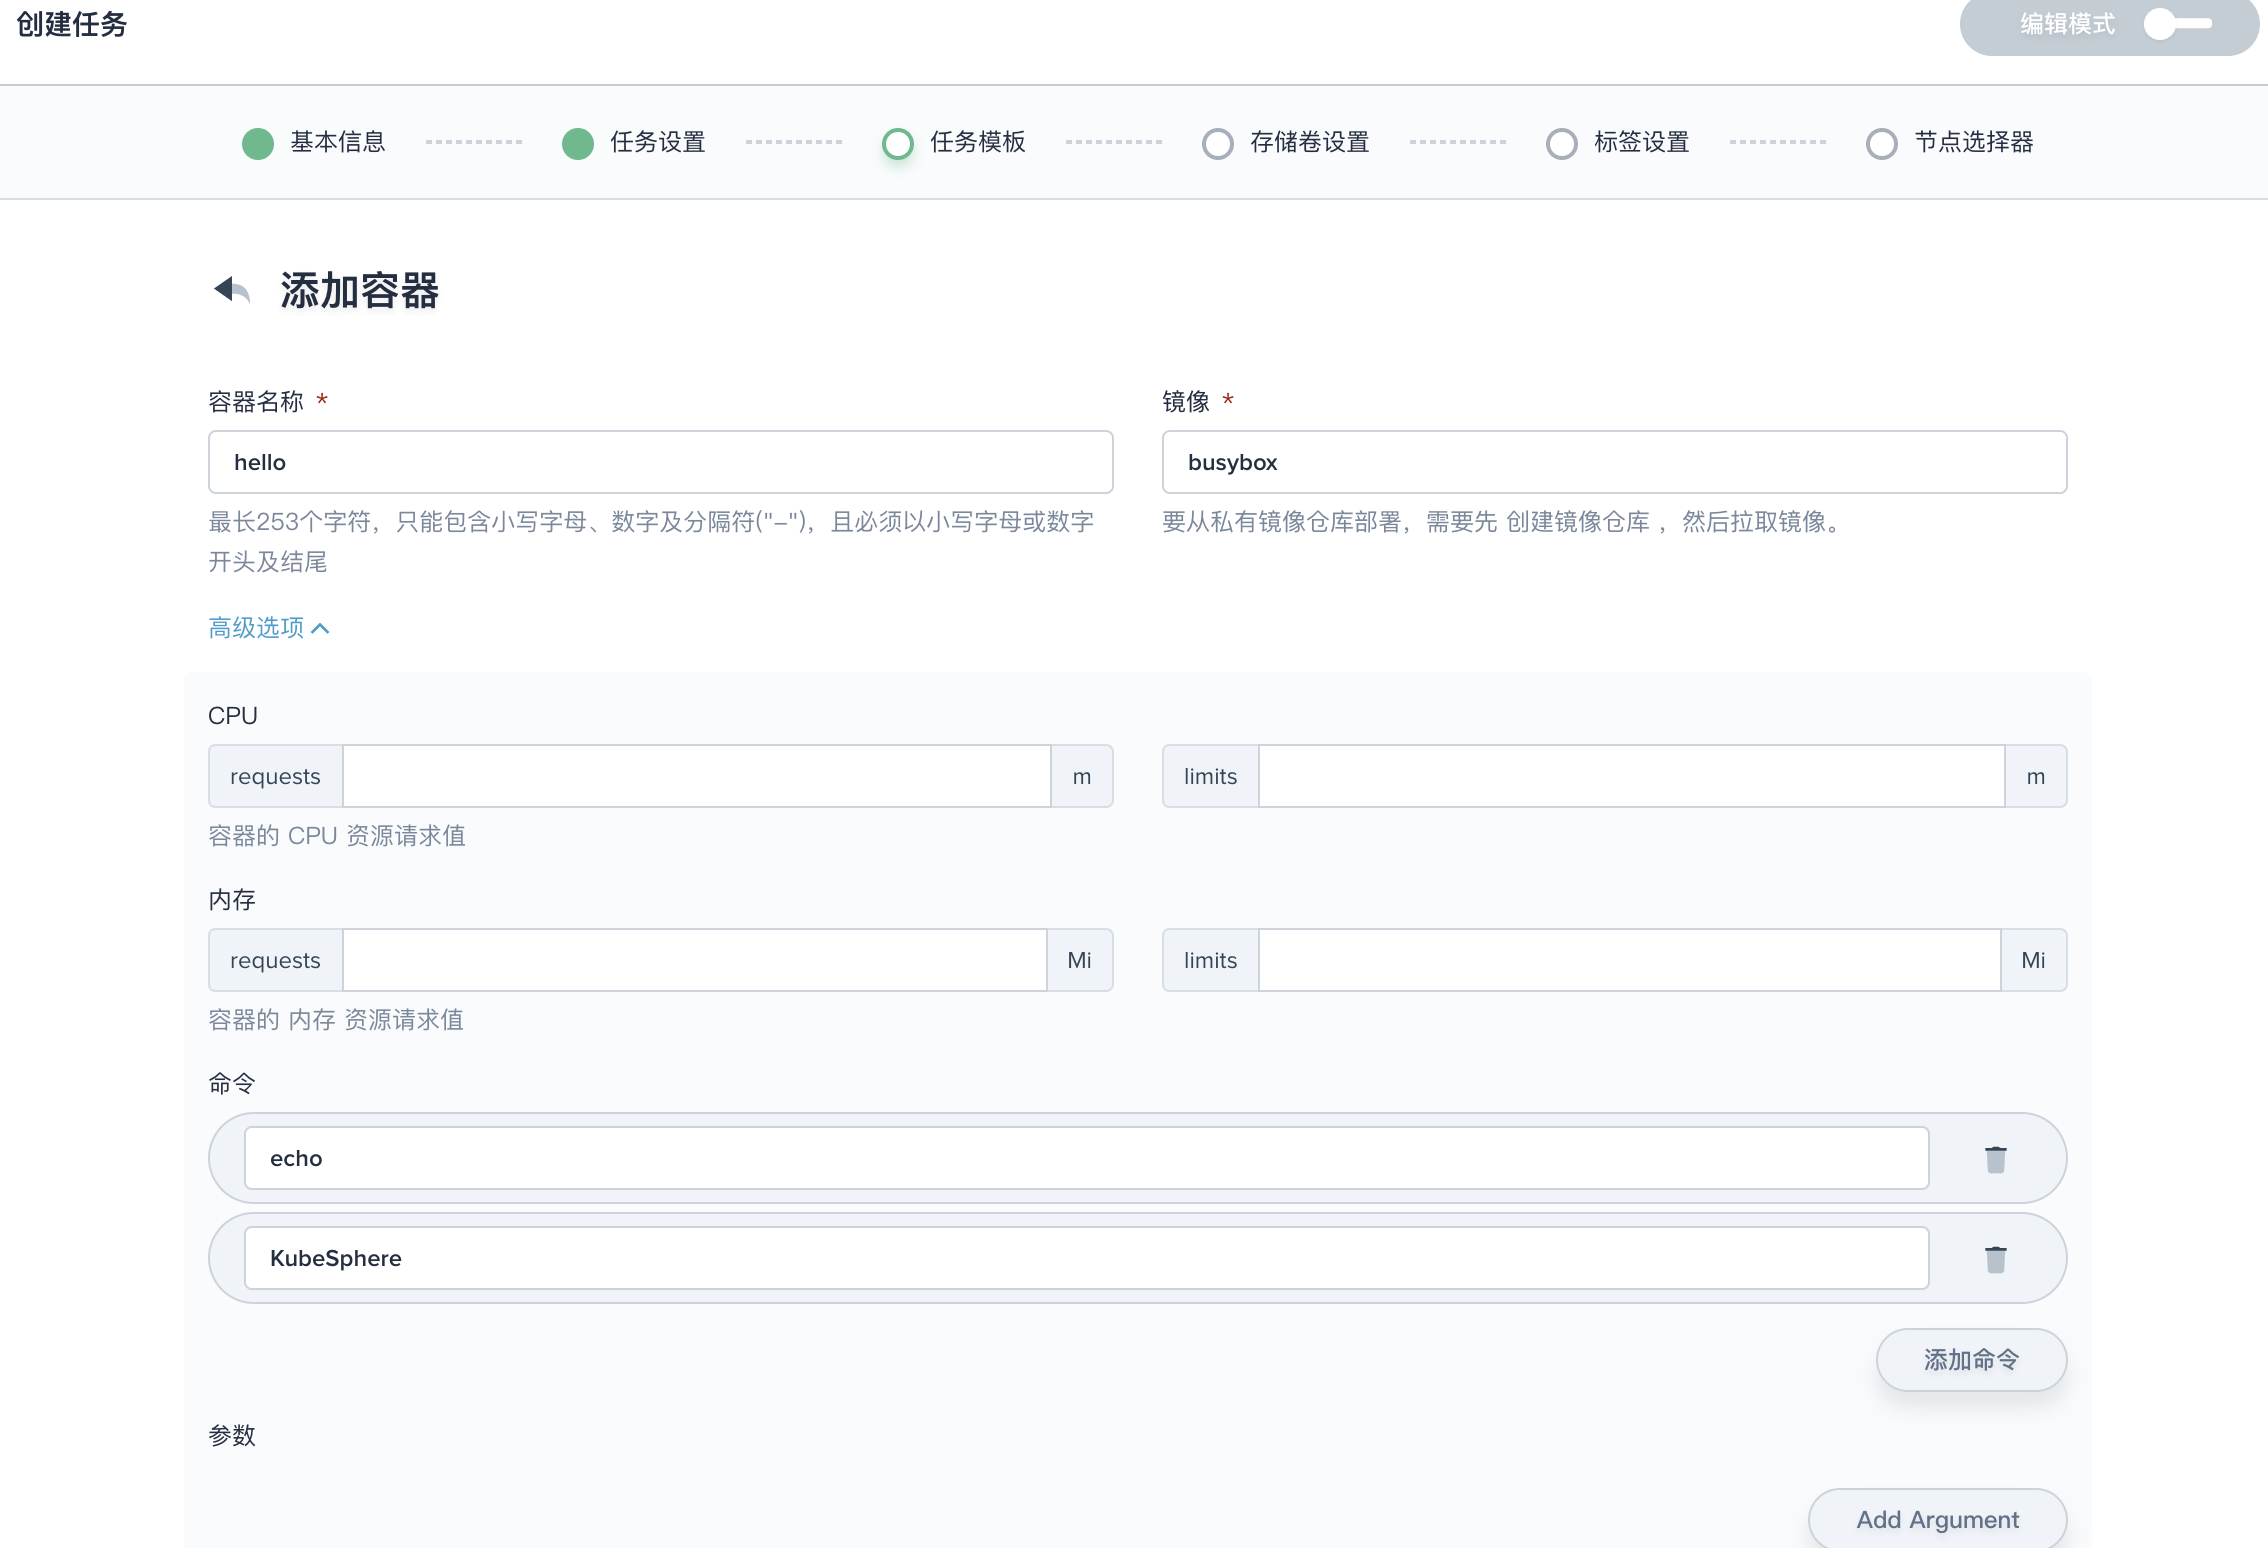 创建任务
编辑模式
基本信息
任务设置
任务模板
存储卷设置
标签设置
节点选择器
添加容器
容器名称 *
镜像 *
hello
busybox
最长253个字符，只能包含小写字母、数字及分隔符("-")，且必须以小写字母或数字
开头及结尾
要从私有镜像仓库部署，需要先 创建镜像仓库 ，然后拉取镜像。
高级选项
CPU
requests
m
limits
m
容器的 CPU 资源请求值
内存
requests
Mi
limits
Mi
容器的 内存 资源请求值
命令
echo
KubeSphere
添加命令
参数
Add Argument